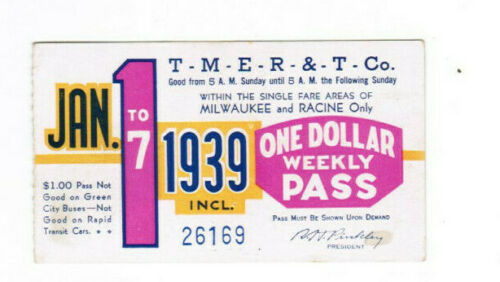 T-M-E-R-&-T-Co.
Good from 5 A.M. Sunday until 5 A.M. the Following Sunday
WITHIN THE SINGLE FARE AREAS OF
MILWAUKEE and RACINE Only
JAN. 1 TO 7
1939
INCL.
ONE DOLLAR
WEEKLY
PASS
$1.00 Pass Not
Good on Green
City Buses—Not
Good on Rapid
Transit Cars. * *
26169
PASS MUST BE SHOWN UPON DEMAND
PRESIDENT